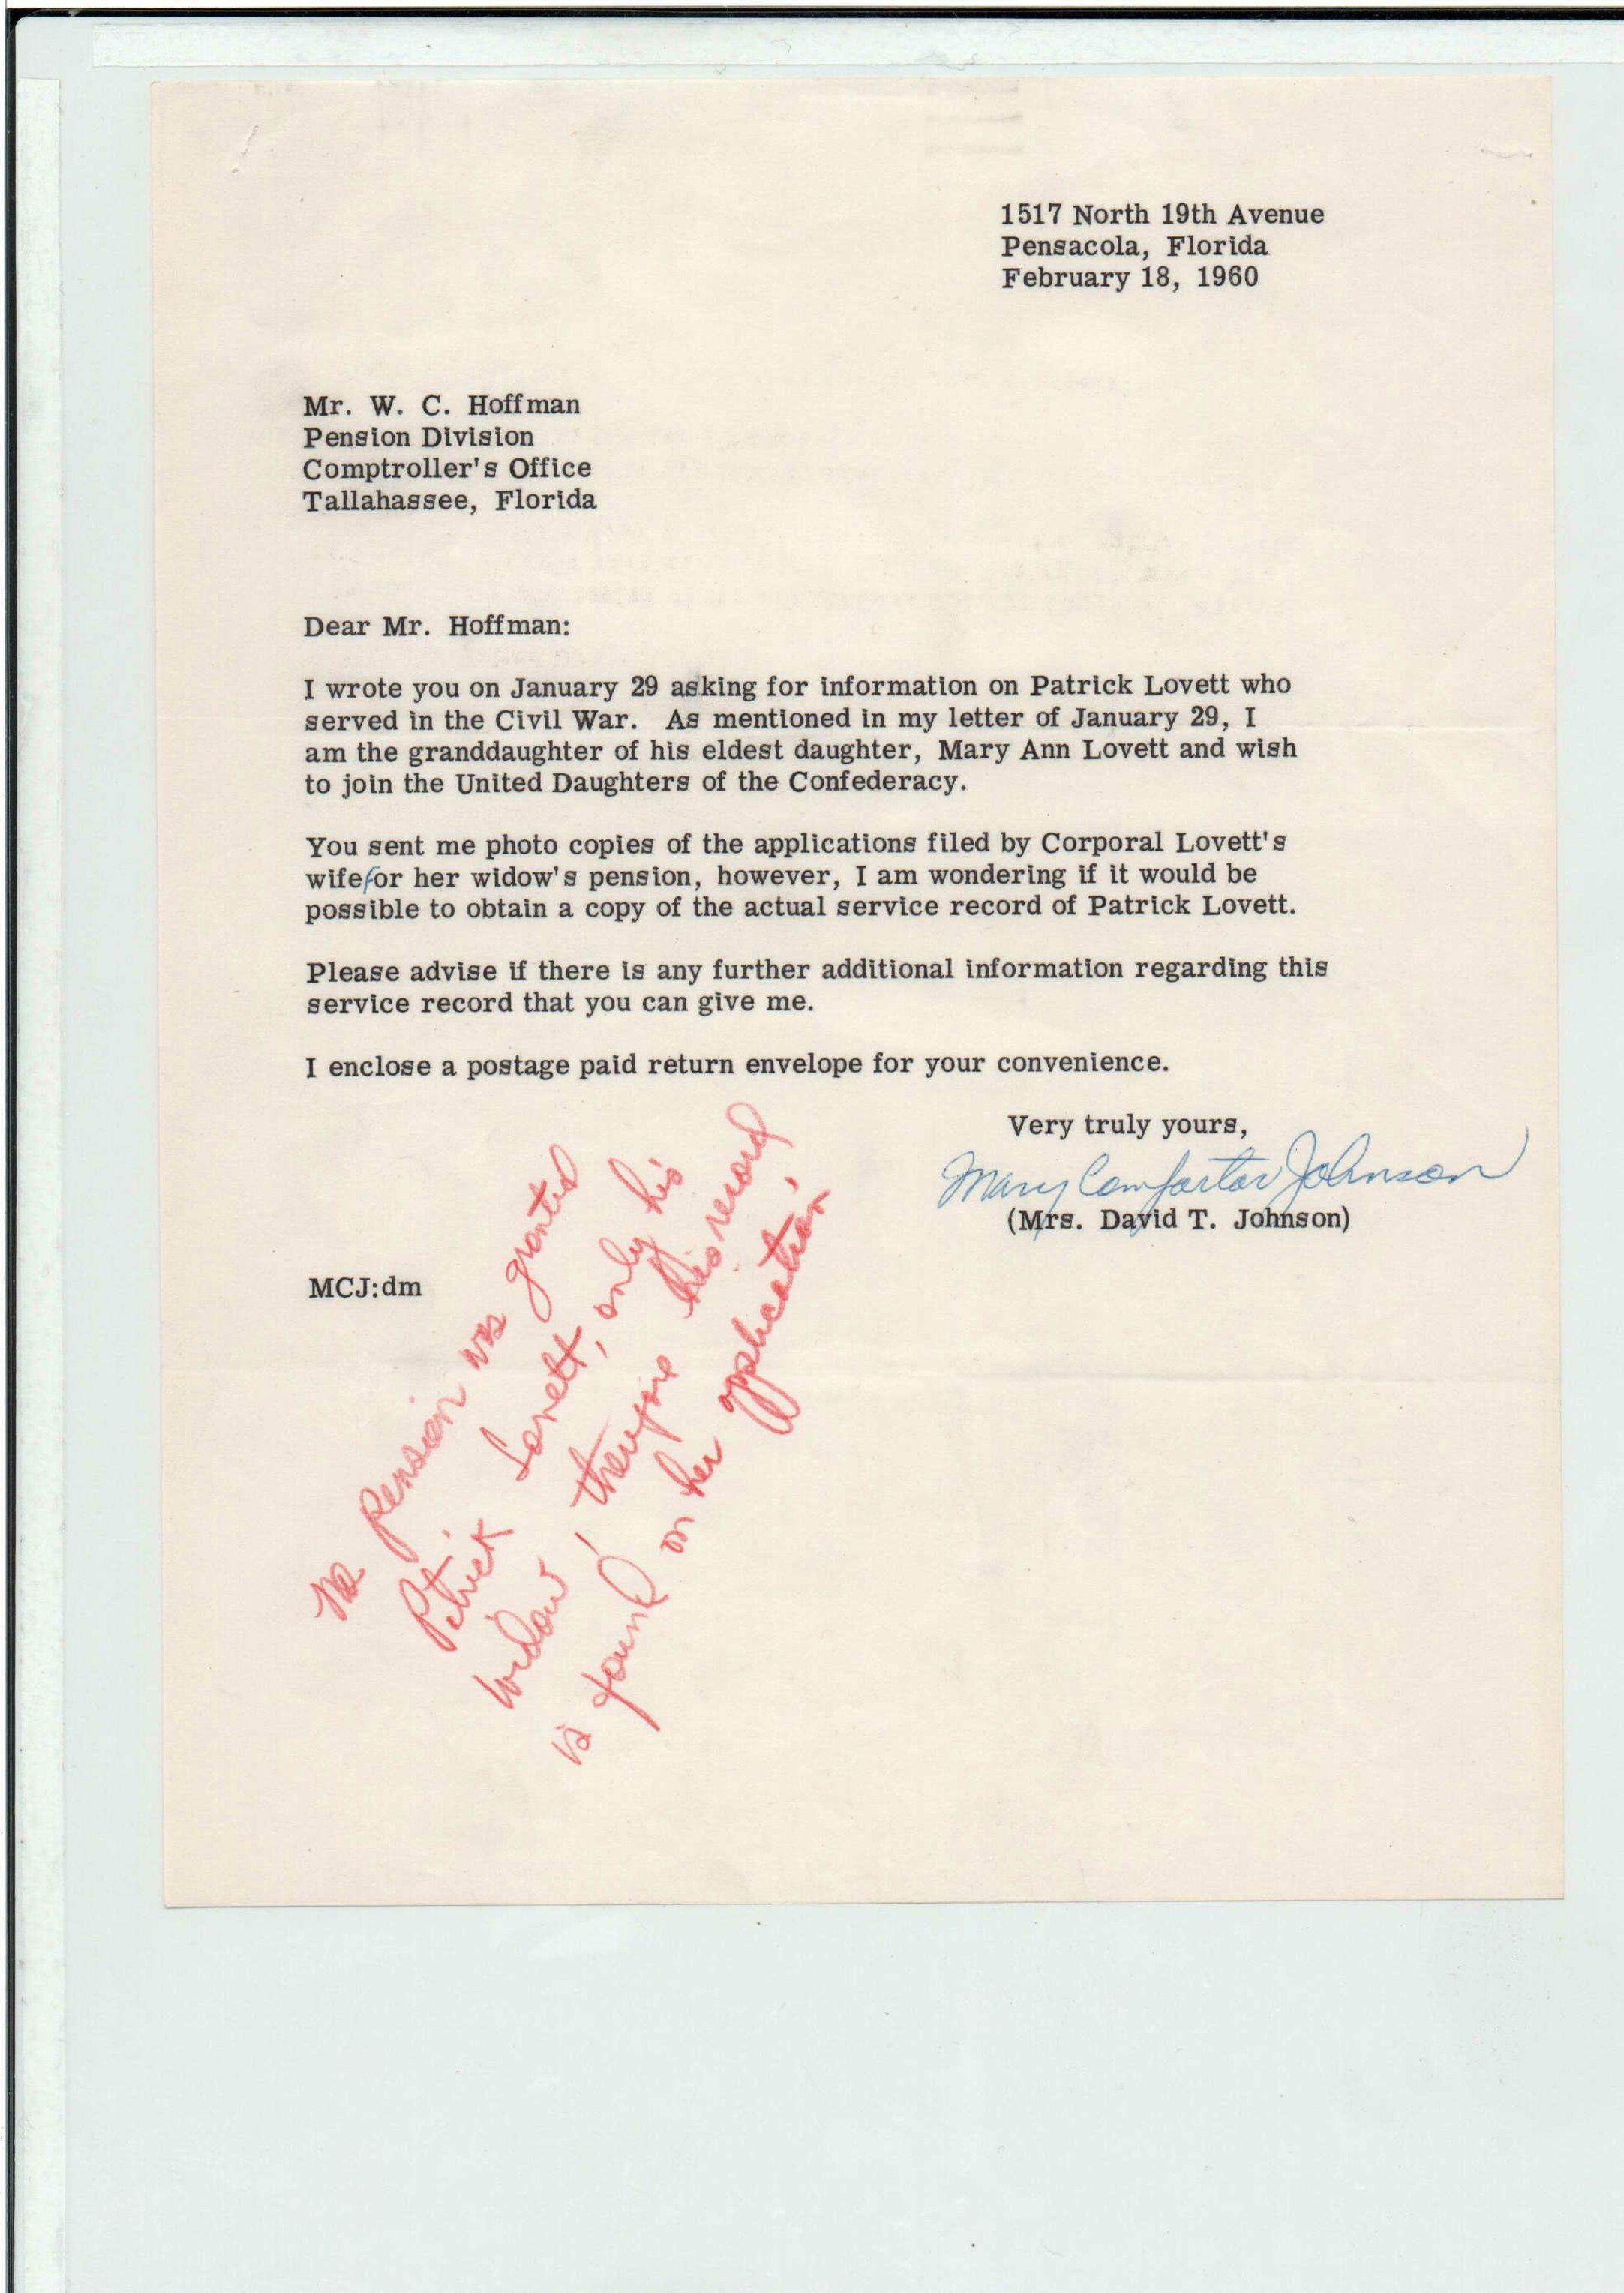 1517 North 19th Avenue
Pensacola, Florida
February 18, 1960
Mr. W. C. Hoffman
Pension Division
Comptroller's Office
Tallahassee, Florida
Dear Mr. Hoffman:
I wrote you on January 29 asking for information on Patrick Lovett who
served in the Civil War. As mentioned in my letter of January 29, I
am the granddaughter of his eldest daughter, Mary Ann Lovett and wish
to join the United Daughters of the Confederacy.
You sent me photo copies of the applications filed by Corporal Lovett's
wife for her widow's pension, however, I am wondering if it would be
possible to obtain a copy of the actual service record of Patrick Lovett.
Please advise if there is any further additional information regarding this
service record that you can give me.
I enclose a postage paid return envelope for your convenience.
Very truly yours,
Mary Comforter Johnson
(Mrs. David T. Johnson)
MCJ:dm
No pension was granted
Patrick Lovett, only his
widow, therefore his record
is found on her application.